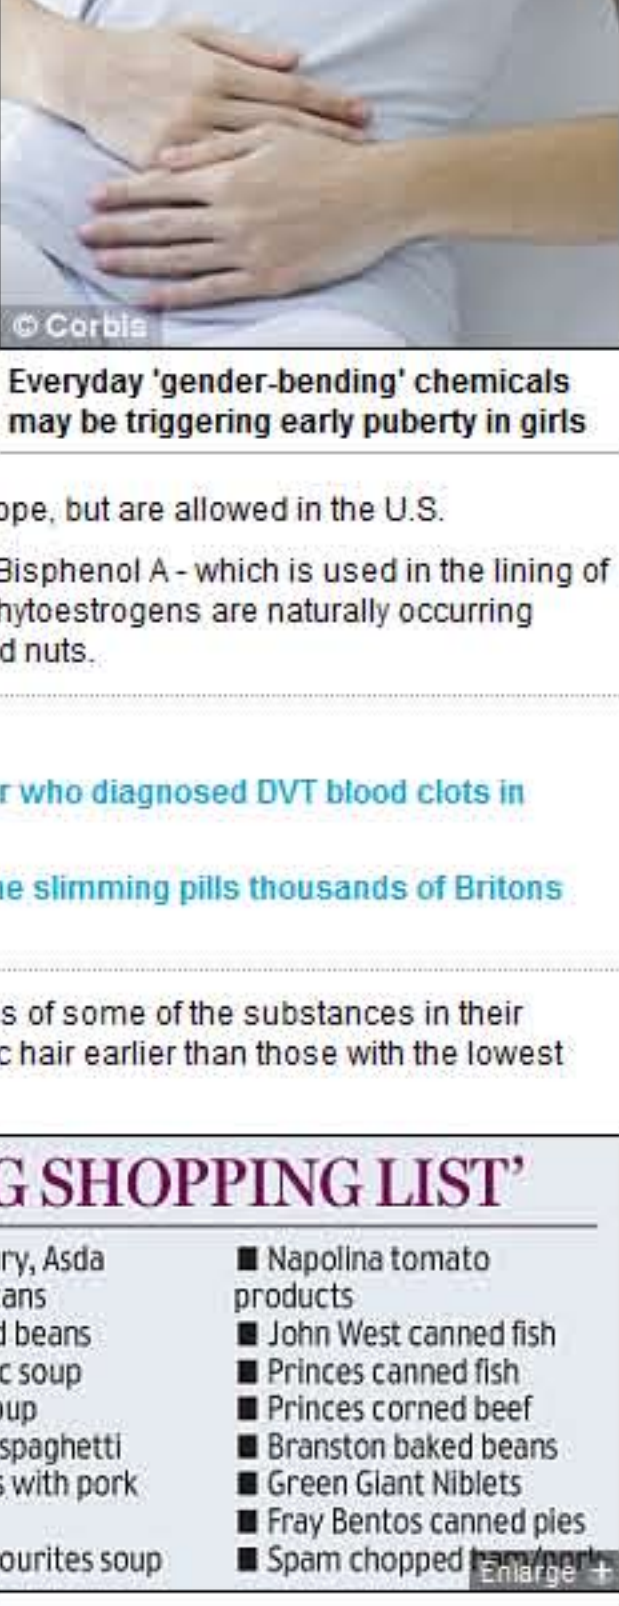 © Corbis
Everyday 'gender-bending' chemicals
may be triggering early puberty in girls
ope, but are allowed in the U.S.
Bisphenol A - which is used in the lining of
hytoestrogens are naturally occurring
d nuts.
r who diagnosed DVT blood clots in
he slimming pills thousands of Britons
s of some of the substances in their
c hair earlier than those with the lowest
G SHOPPING LIST’
ry, Asda
ans
d beans
c soup
oup
spaghetti
s with pork
ourites soup
■ Napolina tomato
products
■ John West canned fish
■ Princes canned fish
■ Princes corned beef
■ Branston baked beans
■ Green Giant Niblets
■ Fray Bentos canned pies
■ Spam chopped ham/pork
Enlarge +